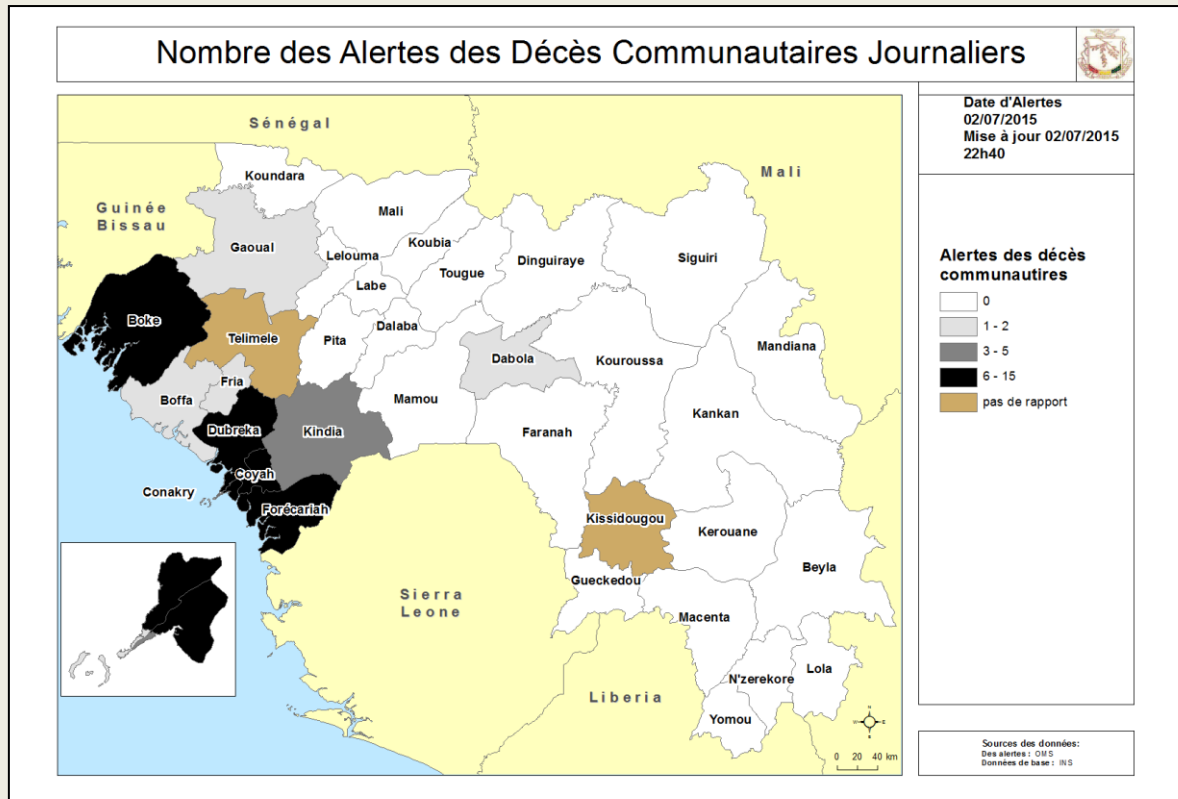 Nombre des Alertes des Décès Communautaires Journaliers
Date d'Alertes
02/07/2015
Mise à jour 02/07/2015
22h40
Sénégal
Mali
Guinée
Bissau
Koundara
Mali
Gaoual
Koubia
Lelouma
Tougue
Dinguiraye
Siguiri
Labe
Boke
Telimele
Pita
Dalaba
Dabola
Kouroussa
Mandiana
Fria
Boffa
Mamou
Kankan
Dubreka
Kindia
Faranah
Coyah
Conakry
Forécariah
Kissidougou
Kerouane
Beyla
Gueckedou
Sierra
Leone
Macenta
N'zerekore
Lola
Liberia
Yomou
N
W
E
S
0 20 40 km
Alertes des décès
communautires
0
1 - 2
3 - 5
6 - 15
pas de rapport
Sources des données:
Des alertes : OMS
Données de base : INS